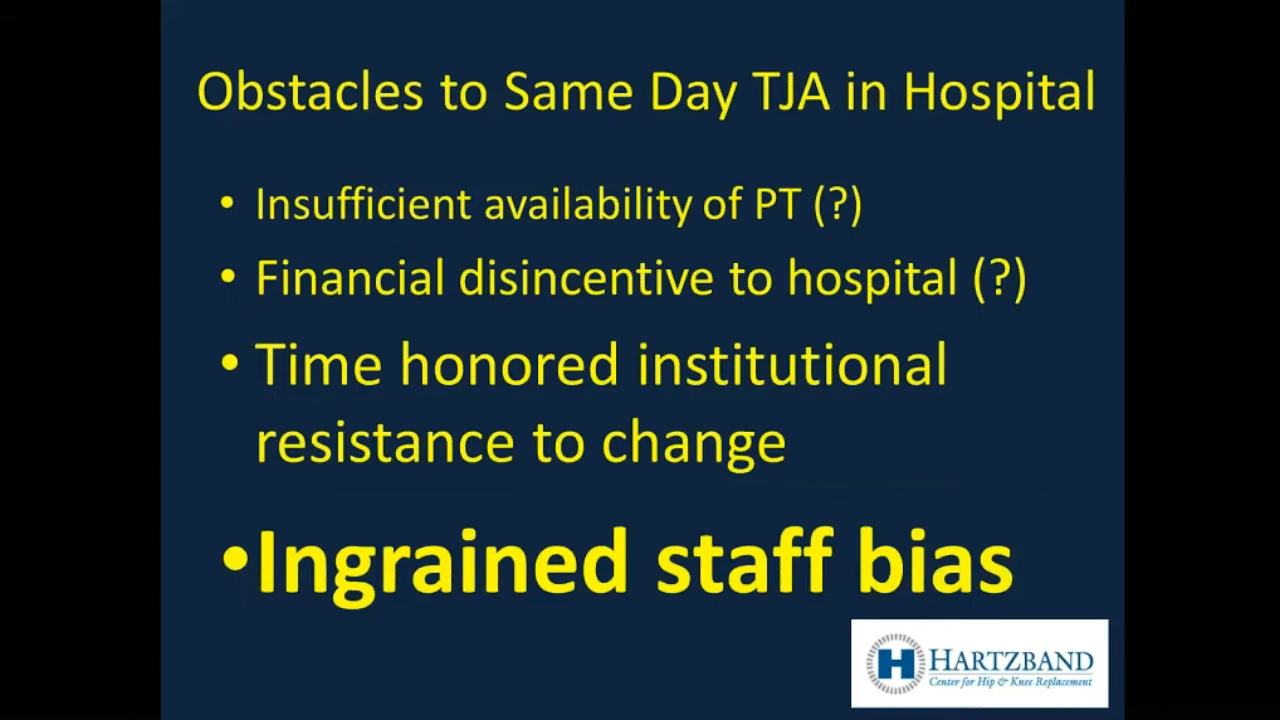 Obstacles to Same Day TJA in Hospital
• Insufficient availability of PT (?)
• Financial disincentive to hospital (?)
• Time honored institutional
resistance to change
•Ingrained staff bias
H HARTZBAND
Center for Hip & Knee Replacement